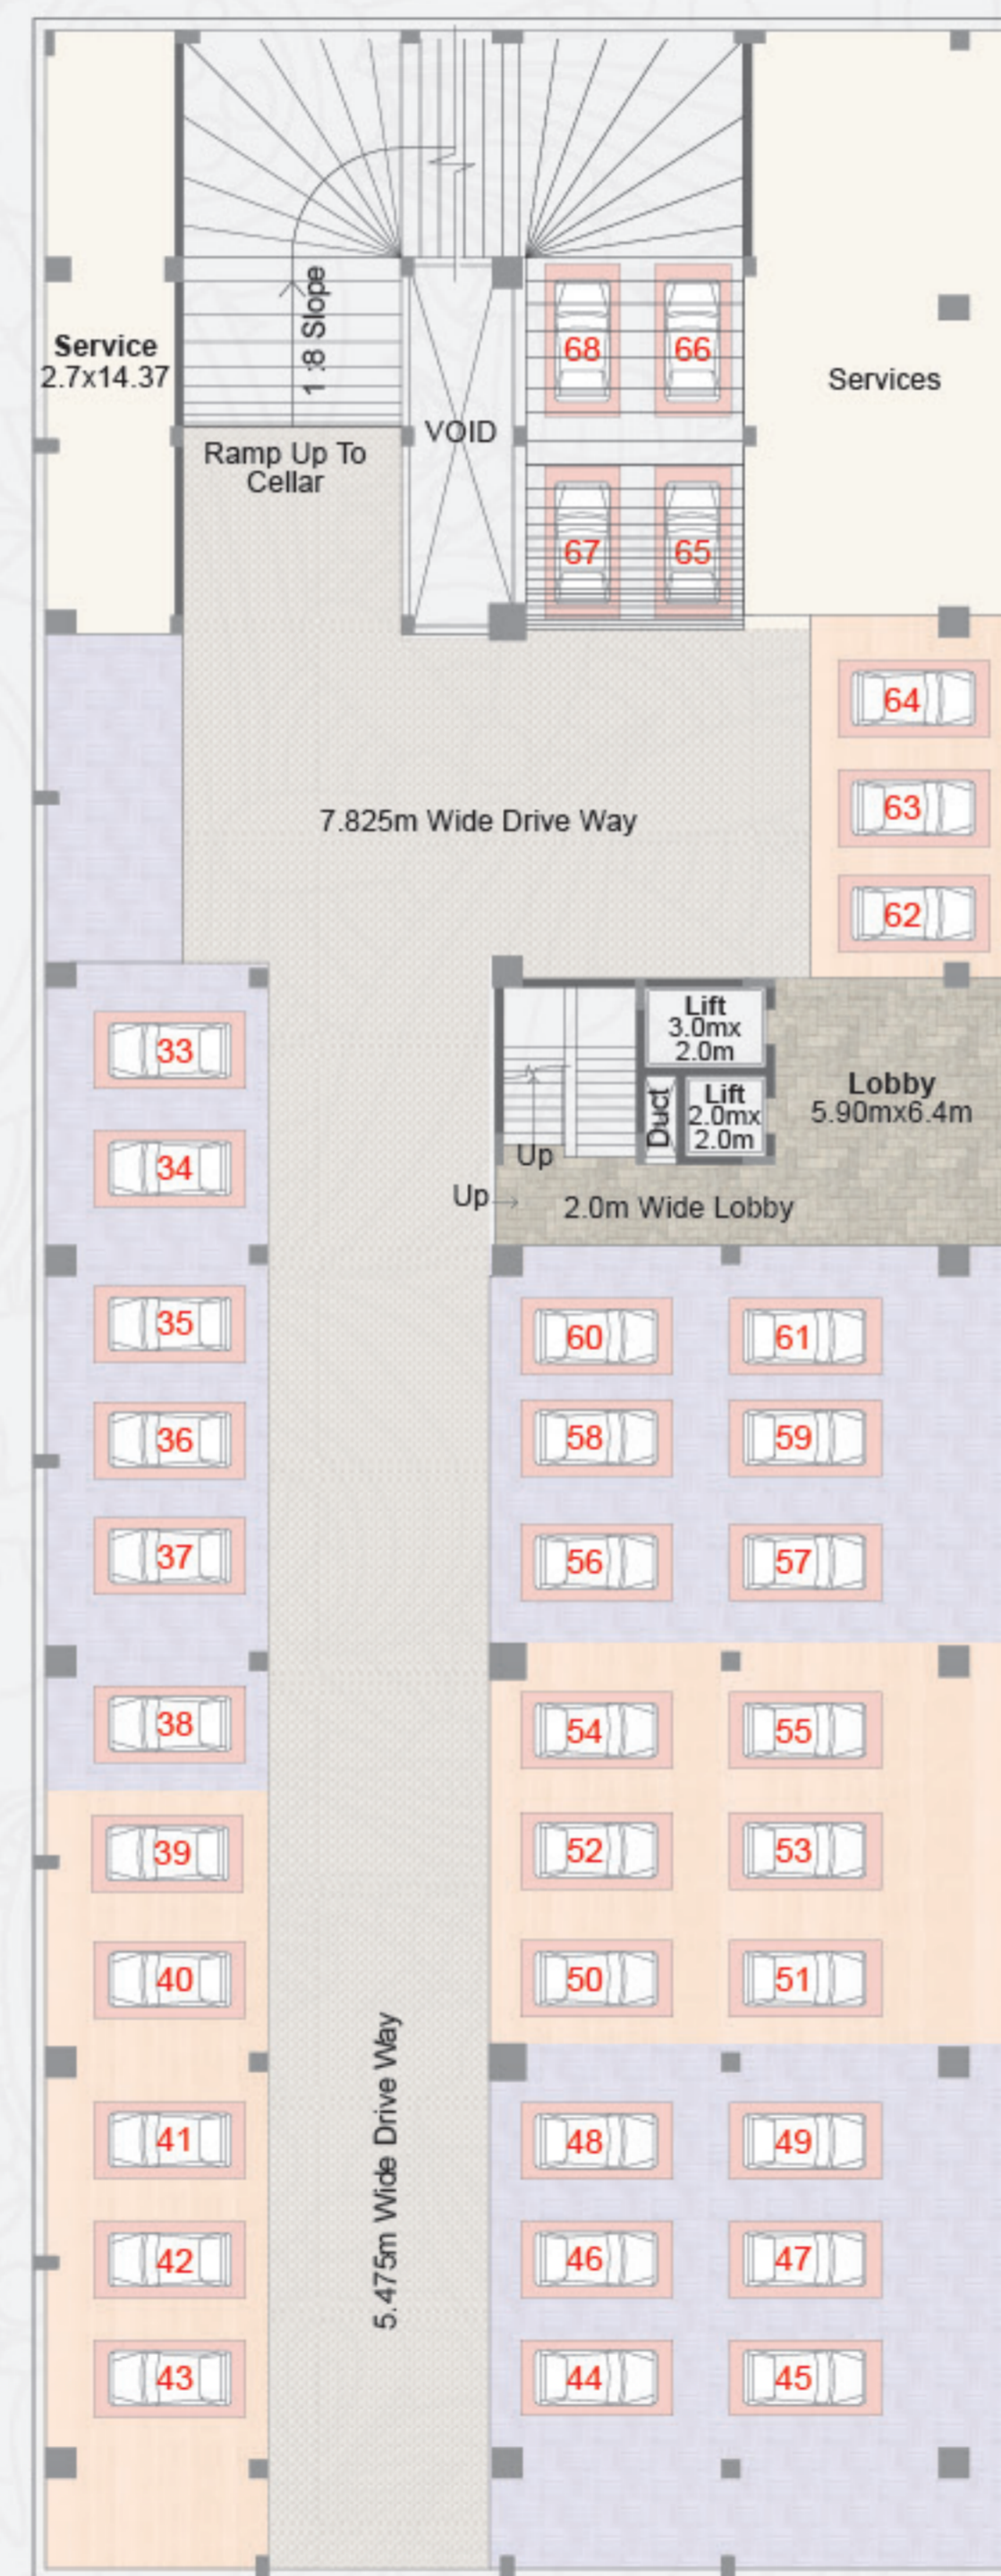 1 :8 Slope
68
66
Service
2.7x14.37
Services
VOID
Ramp Up To
Cellar
67
65
64
7.825m Wide Drive Way
63
62
Lift
3.0mx
2.0m
33
Lobby
5.90mx6.4m
Lift
2.0mx
2.0m
Duct
Up
34
Up
2.0m Wide Lobby
35
60
61
36
58
59
37
56
57
38
54
55
39
52
53
40
50
51
5.475m Wide Drive Way
41
48
49
42
46
47
43
44
45